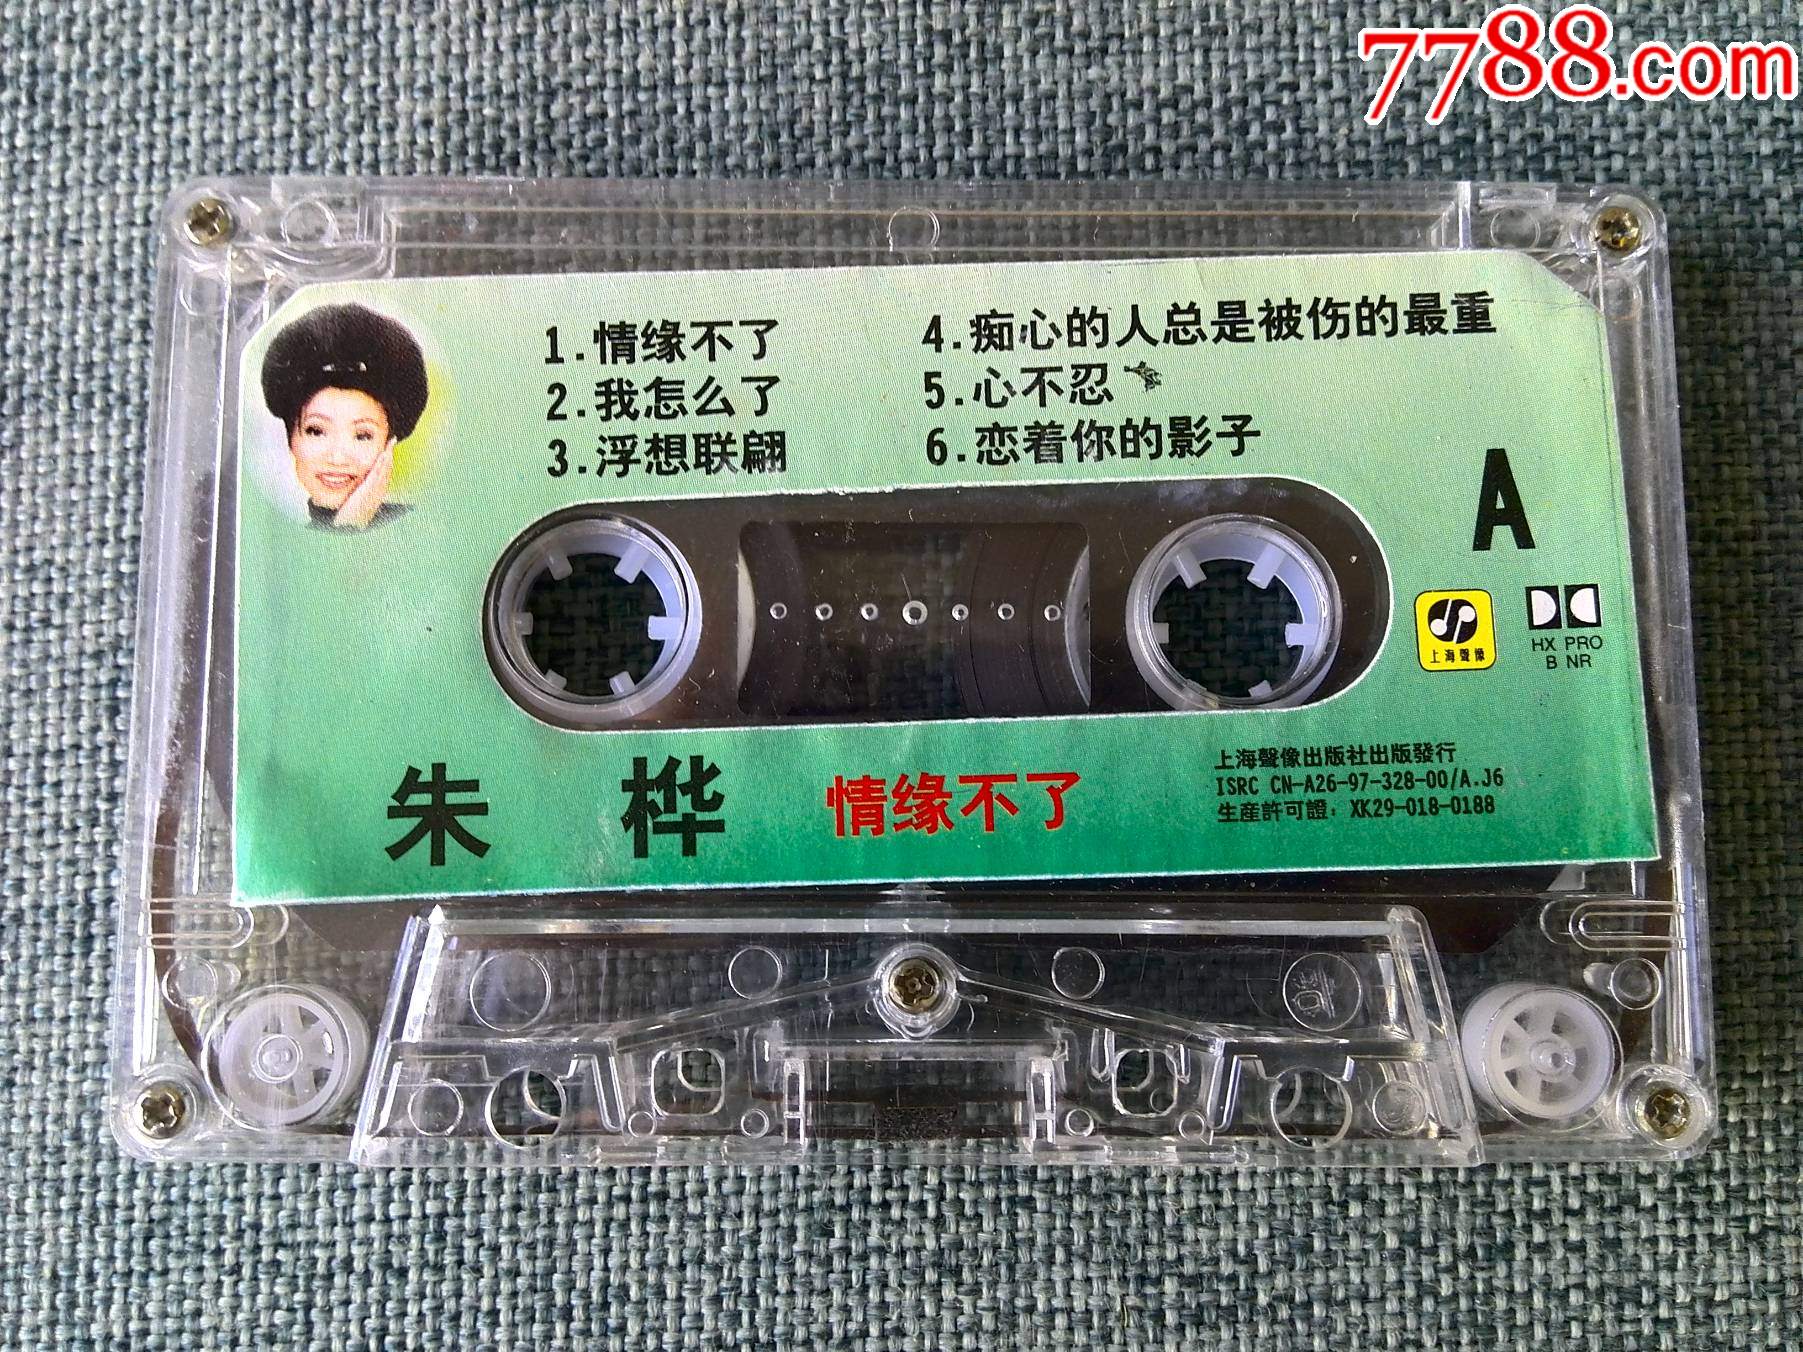 7788.com
1.情缘不了
2.我怎么了
3.浮想联翩
4.痴心的人总是被伤的最重
5.心不忍
6.恋着你的影子
A
上海聲像
HX PRO
B NR
朱 桦
情缘不了
上海聲像出版社出版發行
ISRC CN-A26-97-328-00/A.J6
生産許可證: XK29-018-0188